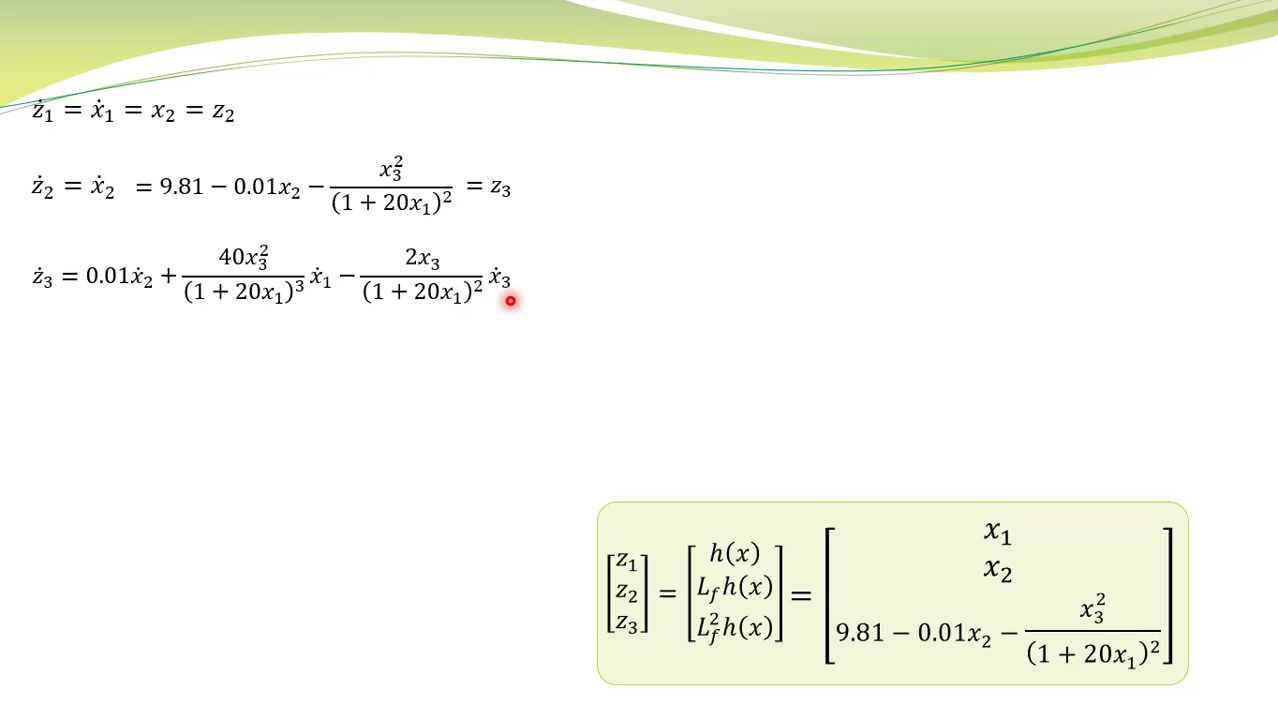 ż₁ = ẋ₁ = x₂ = z₂
ż₂ = ẋ₂ = 9.81 − 0.01x₂ − x₃²/(1 + 20x₁)² = z₃
ż₃ = 0.01ẋ₂ + 40x₃²/(1 + 20x₁)³ ẋ₁ − 2x₃/(1 + 20x₁)² ẋ₃
[z₁ z₂ z₃] = [h(x) L_f h(x) L_f² h(x)] = [x₁ x₂ 9.81 − 0.01x₂ − x₃²/(1 + 20x₁)²]